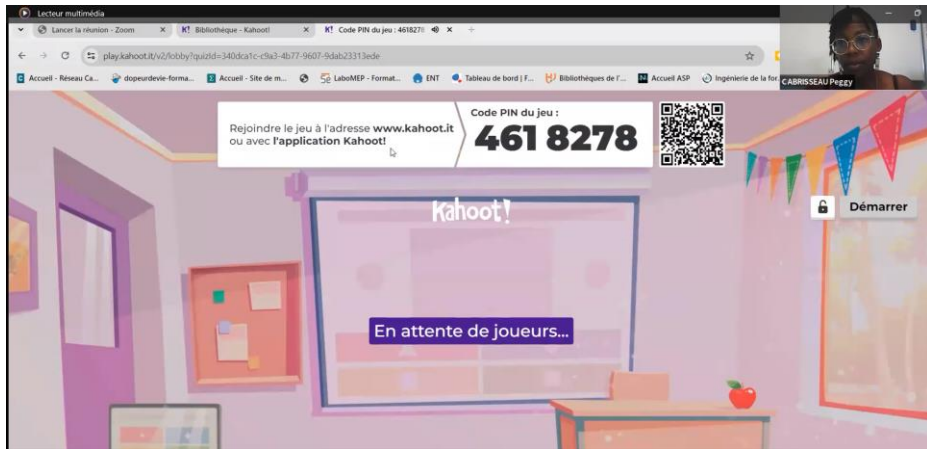 Lecteur multimédia
Lancer la réunion - Zoom
K! Bibliothèque - Kahoot!
K! Code PIN du jeu : 461827
play.kahoot.it/v2/lobby?quizId=340dca1c-c9a3-4b77-9607-9dab23313ede
Accueil - Réseau Ca...
dopeurdevie-forma...
Accueil - Site de m...
LaboMEP - Format...
ENT
Tableau de bord | F...
Bibliothèques de l'...
Accueil ASP
Ingénierie de la for
CABRISSEAU Peggy
Rejoindre le jeu à l'adresse www.kahoot.it
ou avec l'application Kahoot!
Code PIN du jeu :
461 8278
Kahoot!
Démarrer
En attente de joueurs...